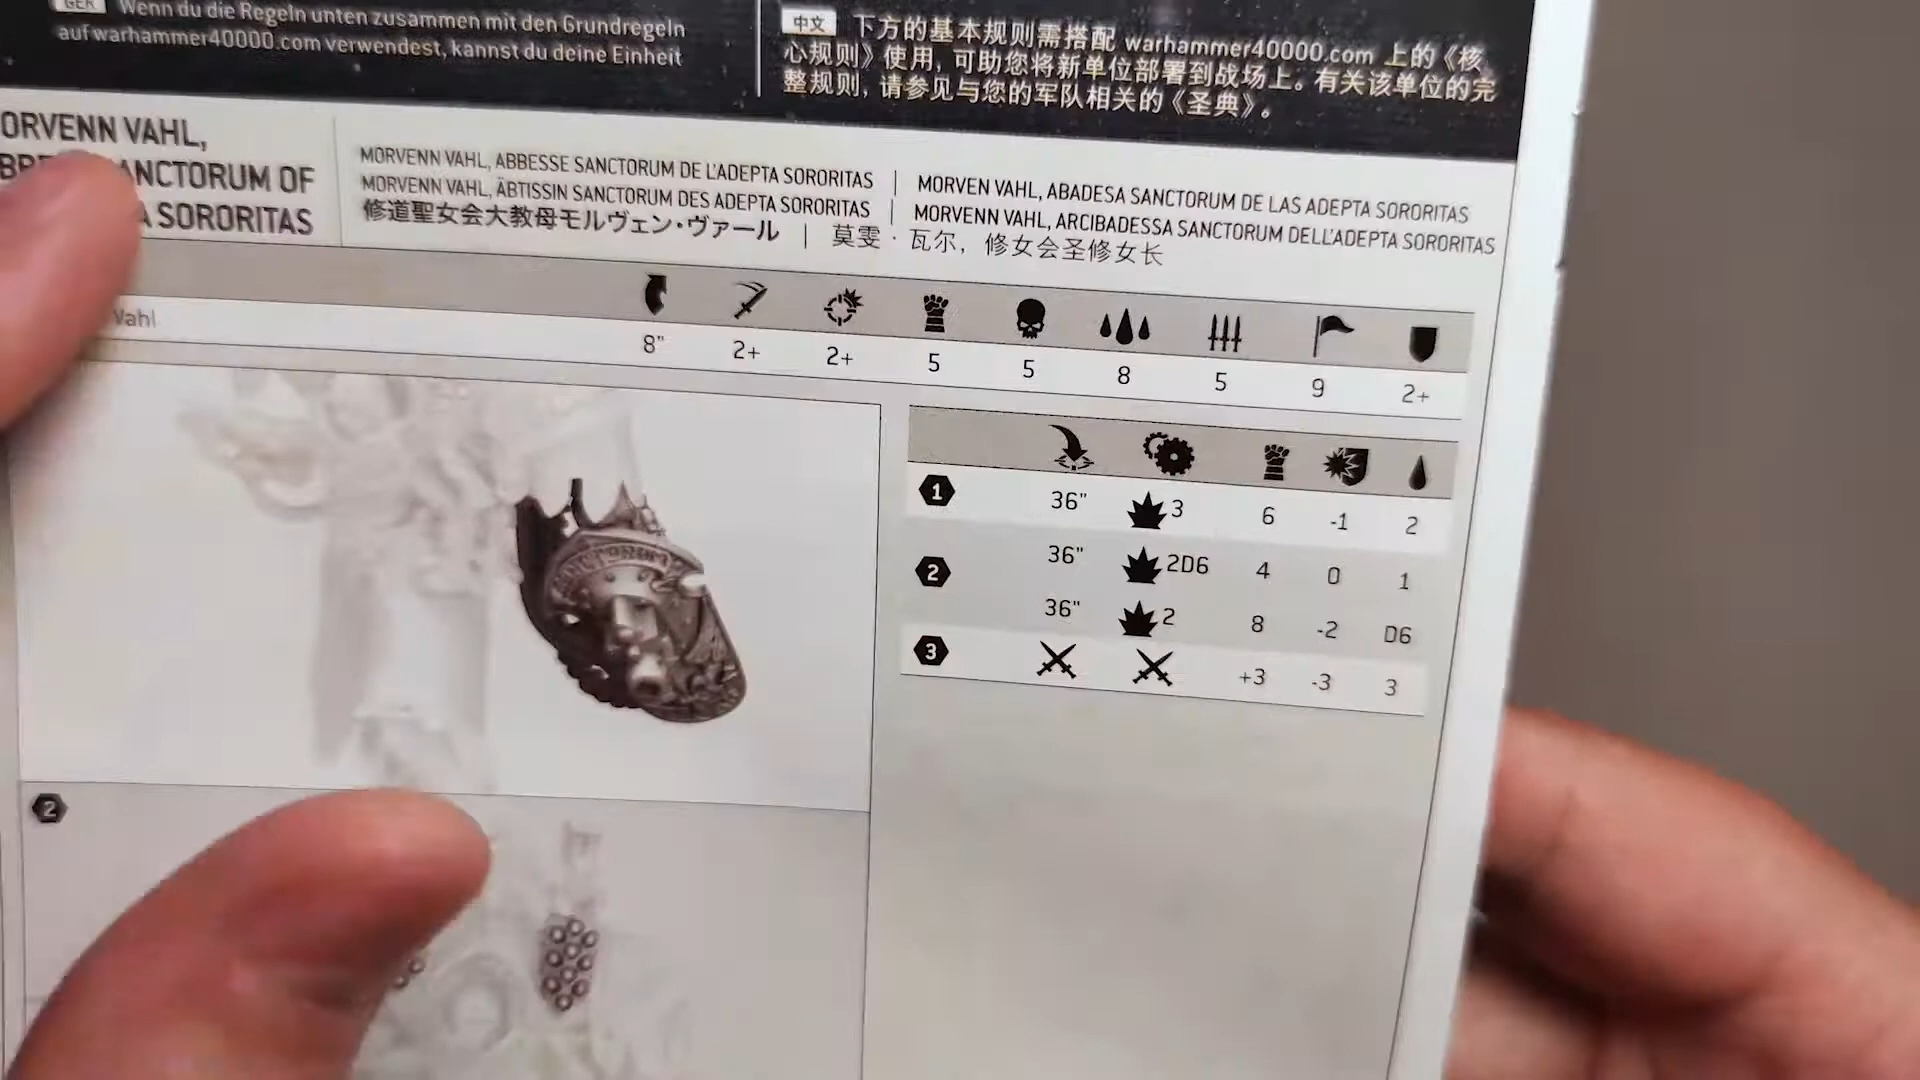 GER Wenn du die Regeln unten zusammen mit den Grundregeln
auf warhammer40000.com verwendest, kannst du deine Einheit
中文 下方的基本规则需搭配 warhammer40000.com 上的《核
心规则》使用, 可助您将新单位部署到战场上。有关该单位的完
整规则, 请参见与您的军队相关的《圣典》。
ORVENN VAHL,
SANCTORUM OF
SORORITAS
MORVENN VAHL, ABBESSE SANCTORUM DE L'ADEPTA SORORITAS | MORVEN VAHL, ABADESA SANCTORUM DE LAS ADEPTA SORORITAS
MORVENN VAHL, ÄBTISSIN SANCTORUM DES ADEPTA SORORITAS | MORVENN VAHL, ARCIBADESSA SANCTORUM DELL'ADEPTA SORORITAS
修道聖女会大教母モルヴェン・ヴァール | 莫雯·瓦尔, 修女会圣修女长
Vahl 8" 2+ 2+ 5 5 8 5 9 2+
1 36" 3 6 -1 2
2 36" 2D6 4 0 1
36" 2 8 -2 D6
3 +3 -3 3
2